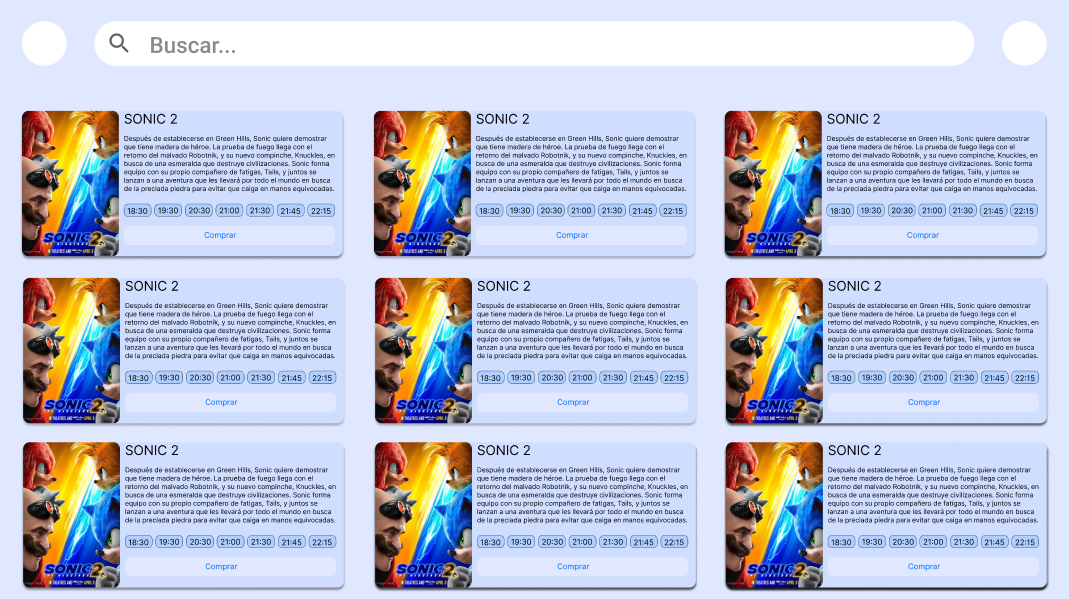 Buscar...
SONIC 2
Después de establecerse en Green Hills, Sonic quiere demostrar
que tiene madera de héroe. La prueba de fuego llega con el
retorno del malvado Robotnik, y su nuevo compinche, Knuckles, en
busca de una esmeralda que destruye civilizaciones. Sonic forma
equipo con su propio compañero de fatigas, Tails, y juntos se
lanzan a una aventura que les llevará por todo el mundo en busca
de la preciada piedra para evitar que caiga en manos equivocadas.
18:30 19:30 20:30 21:00 21:30 21:45 22:15
Comprar
SONIC 2
SONIC 2
Después de establecerse en Green Hills, Sonic quiere demostrar
que tiene madera de héroe. La prueba de fuego llega con el
retorno del malvado Robotnik, y su nuevo compinche, Knuckles, en
busca de una esmeralda que destruye civilizaciones. Sonic forma
equipo con su propio compañero de fatigas, Tails, y juntos se
lanzan a una aventura que les llevará por todo el mundo en busca
de la preciada piedra para evitar que caiga en manos equivocadas.
18:30 19:30 20:30 21:00 21:30 21:45 22:15
Comprar
SONIC 2
SONIC 2
Después de establecerse en Green Hills, Sonic quiere demostrar
que tiene madera de héroe. La prueba de fuego llega con el
retorno del malvado Robotnik, y su nuevo compinche, Knuckles, en
busca de una esmeralda que destruye civilizaciones. Sonic forma
equipo con su propio compañero de fatigas, Tails, y juntos se
lanzan a una aventura que les llevará por todo el mundo en busca
de la preciada piedra para evitar que caiga en manos equivocadas.
18:30 19:30 20:30 21:00 21:30 21:45 22:15
Comprar
SONIC 2
SONIC 2
Después de establecerse en Green Hills, Sonic quiere demostrar
que tiene madera de héroe. La prueba de fuego llega con el
retorno del malvado Robotnik, y su nuevo compinche, Knuckles, en
busca de una esmeralda que destruye civilizaciones. Sonic forma
equipo con su propio compañero de fatigas, Tails, y juntos se
lanzan a una aventura que les llevará por todo el mundo en busca
de la preciada piedra para evitar que caiga en manos equivocadas.
18:30 19:30 20:30 21:00 21:30 21:45 22:15
Comprar
SONIC 2
SONIC 2
Después de establecerse en Green Hills, Sonic quiere demostrar
que tiene madera de héroe. La prueba de fuego llega con el
retorno del malvado Robotnik, y su nuevo compinche, Knuckles, en
busca de una esmeralda que destruye civilizaciones. Sonic forma
equipo con su propio compañero de fatigas, Tails, y juntos se
lanzan a una aventura que les llevará por todo el mundo en busca
de la preciada piedra para evitar que caiga en manos equivocadas.
18:30 19:30 20:30 21:00 21:30 21:45 22:15
Comprar
SONIC 2
SONIC 2
Después de establecerse en Green Hills, Sonic quiere demostrar
que tiene madera de héroe. La prueba de fuego llega con el
retorno del malvado Robotnik, y su nuevo compinche, Knuckles, en
busca de una esmeralda que destruye civilizaciones. Sonic forma
equipo con su propio compañero de fatigas, Tails, y juntos se
lanzan a una aventura que les llevará por todo el mundo en busca
de la preciada piedra para evitar que caiga en manos equivocadas.
18:30 19:30 20:30 21:00 21:30 21:45 22:15
Comprar
SONIC 2
SONIC 2
Después de establecerse en Green Hills, Sonic quiere demostrar
que tiene madera de héroe. La prueba de fuego llega con el
retorno del malvado Robotnik, y su nuevo compinche, Knuckles, en
busca de una esmeralda que destruye civilizaciones. Sonic forma
equipo con su propio compañero de fatigas, Tails, y juntos se
lanzan a una aventura que les llevará por todo el mundo en busca
de la preciada piedra para evitar que caiga en manos equivocadas.
18:30 19:30 20:30 21:00 21:30 21:45 22:15
Comprar
SONIC 2
SONIC 2
Después de establecerse en Green Hills, Sonic quiere demostrar
que tiene madera de héroe. La prueba de fuego llega con el
retorno del malvado Robotnik, y su nuevo compinche, Knuckles, en
busca de una esmeralda que destruye civilizaciones. Sonic forma
equipo con su propio compañero de fatigas, Tails, y juntos se
lanzan a una aventura que les llevará por todo el mundo en busca
de la preciada piedra para evitar que caiga en manos equivocadas.
18:30 19:30 20:30 21:00 21:30 21:45 22:15
Comprar
SONIC 2
SONIC 2
Después de establecerse en Green Hills, Sonic quiere demostrar
que tiene madera de héroe. La prueba de fuego llega con el
retorno del malvado Robotnik, y su nuevo compinche, Knuckles, en
busca de una esmeralda que destruye civilizaciones. Sonic forma
equipo con su propio compañero de fatigas, Tails, y juntos se
lanzan a una aventura que les llevará por todo el mundo en busca
de la preciada piedra para evitar que caiga en manos equivocadas.
18:30 19:30 20:30 21:00 21:30 21:45 22:15
Comprar
SONIC 2